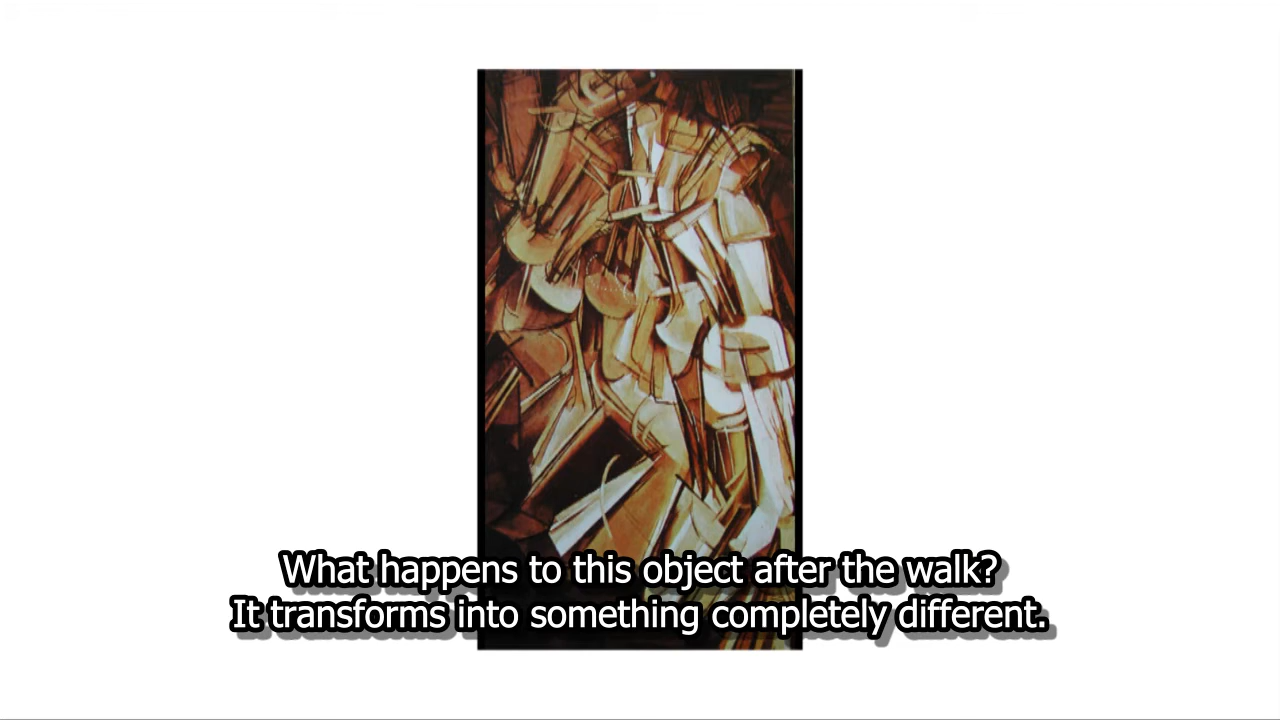 What happens to this object after the walk?
It transforms into something completely different.